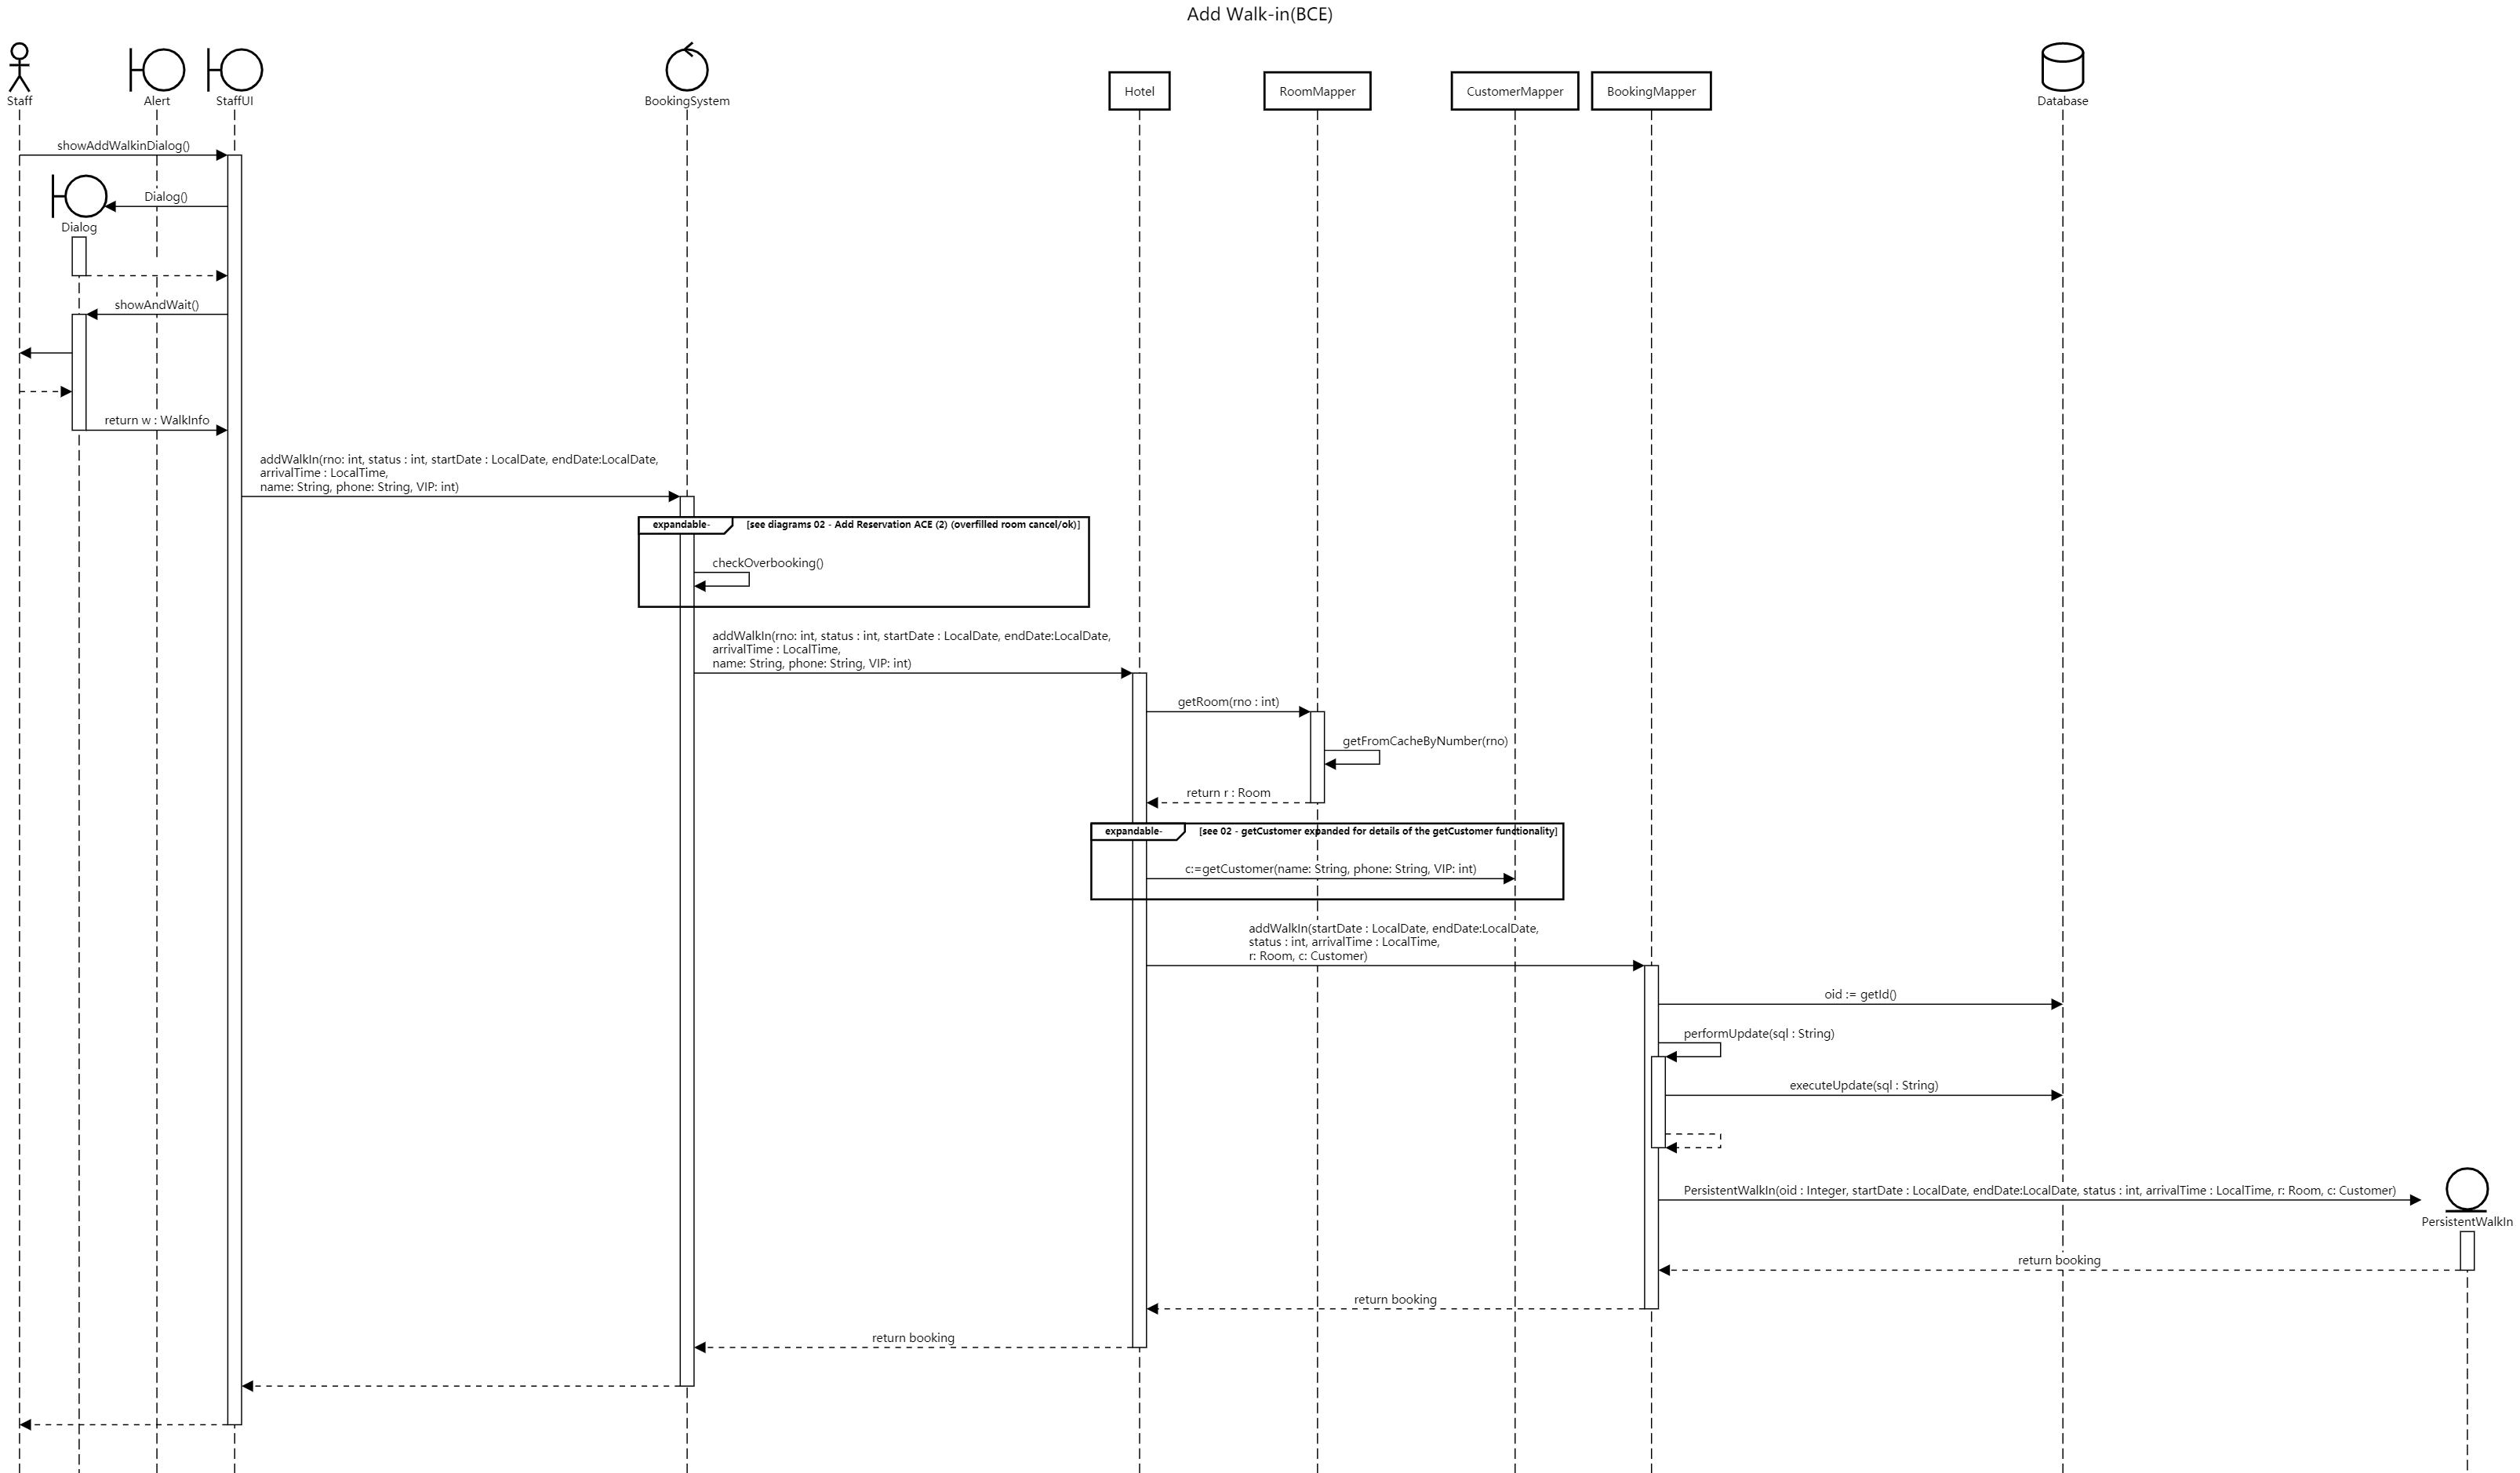 Add Walk-in(BCE)
Staff
Alert
StaffUI
BookingSystem
Hotel
RoomMapper
CustomerMapper
BookingMapper
Database
showAddWalkinDialog()
Dialog()
Dialog
showAndWait()
return w : WalkInfo
addWalkIn(rno: int, status : int, startDate : LocalDate, endDate:LocalDate,
arrivalTime : LocalTime,
name: String, phone: String, VIP: int)
expandable- [see diagrams 02 - Add Reservation ACE (2) (overfilled room cancel/ok)]
checkOverbooking()
addWalkIn(rno: int, status : int, startDate : LocalDate, endDate:LocalDate,
arrivalTime : LocalTime,
name: String, phone: String, VIP: int)
getRoom(rno : int)
getFromCacheByNumber(rno)
return r : Room
expandable- [see 02 - getCustomer expanded for details of the getCustomer functionality]
c:=getCustomer(name: String, phone: String, VIP: int)
addWalkIn(startDate : LocalDate, endDate:LocalDate,
status : int, arrivalTime : LocalTime,
r: Room, c: Customer)
oid := getId()
performUpdate(sql : String)
executeUpdate(sql : String)
PersistentWalkIn(oid : Integer, startDate : LocalDate, endDate:LocalDate, status : int, arrivalTime : LocalTime, r: Room, c: Customer)
PersistentWalkIn
return booking
return booking
return booking